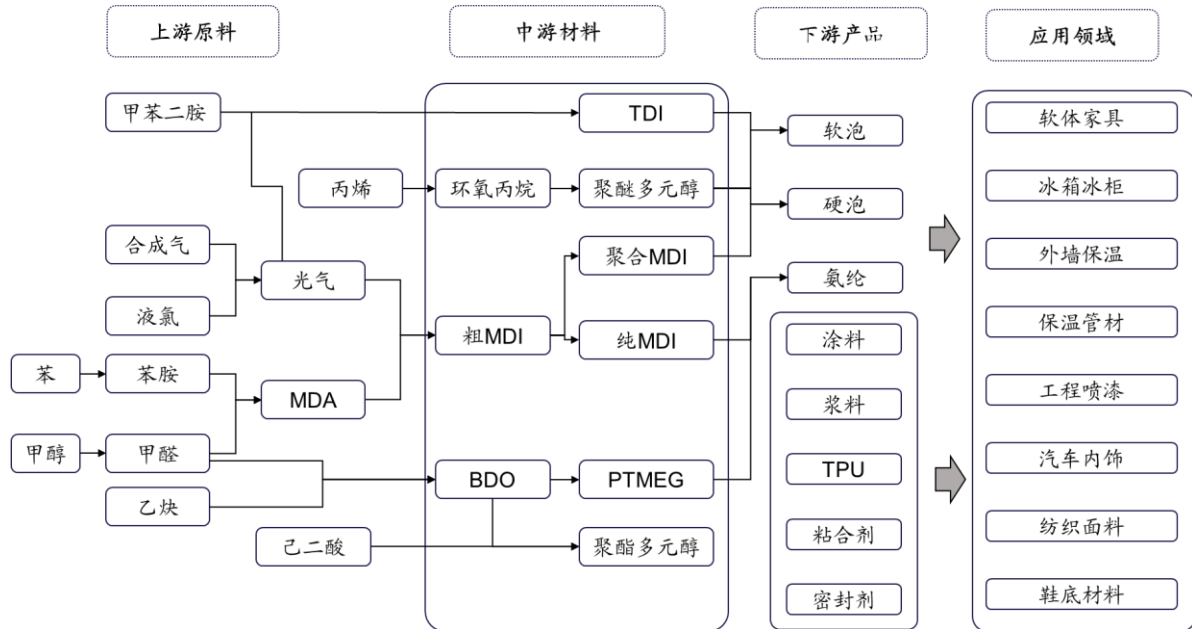 上游原料
中游材料
下游产品
应用领域
甲苯二胺
TDI
软泡
软体家具
丙烯
环氧丙烷
聚醚多元醇
硬泡
冰箱冰柜
合成气
光气
聚合MDI
氨纶
外墙保温
液氯
粗MDI
纯MDI
涂料
保温管材
苯
苯胺
MDA
浆料
工程喷漆
甲醇
甲醛
BDO
PTMEG
TPU
汽车内饰
乙炔
己二酸
聚酯多元醇
粘合剂
纺织面料
密封剂
鞋底材料